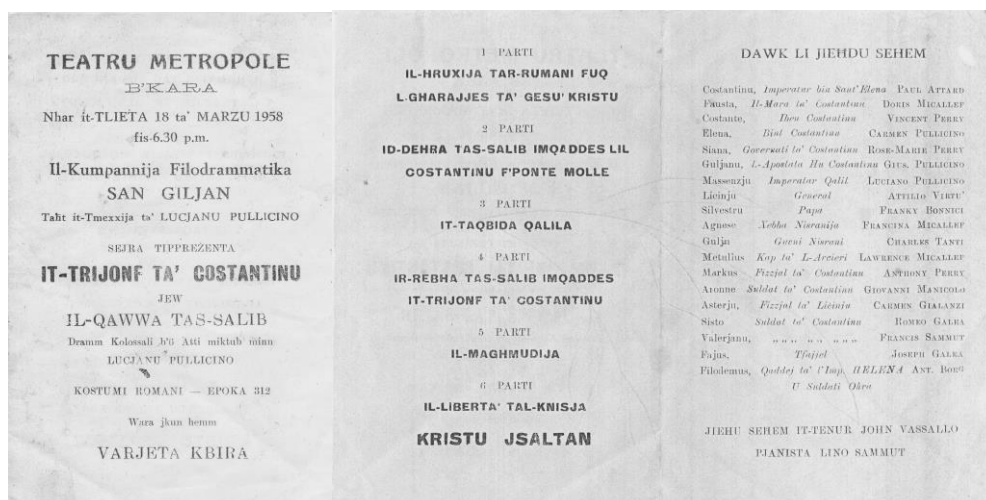 TEATRU METROPOLE
B'KARA
Nhar it-TLIETA 18 ta' MARZU 1958
fis-6.30 p.m.
Il-Kumpannija Filodrammatika
SAN GILJAN
Taht it-Tmexxija ta' LUCJANU PULLICINO
SEJRA TIPPREZENTA
IT-TRIJONF TA' COSTANTINU
JEW
IL-QAWWA TAS-SALIB
Dramm Kolossali b'6 Atti miktub minn
LUCJANU PULLICINO
KOSTUMI ROMANI — EPOKA 312
Wara jkun hemm
VARJETA KBIRA
1 PARTI
IL-HRUXIJA TAR-RUMANI FUQ
L.GHARAJJES TA' GESU' KRISTU
2 PARTI
ID-DEHRA TAS-SALIB IMQADDES LIL
COSTANTINU F'PONTE MOLLE
3 PARTI
IT-TAQBIDA QALILA
4 PARTI
IR-REBHA TAS-SALIB IMQADDES
IT-TRIJONF TA' COSTANTINU
5 PARTI
IL-MAGHMUDIJA
6 PARTI
IL-LIBERTA' TAL-KNISJA
KRISTU JSALTAN
DAWK LI JIEHDU SEHEM
Costantinu, Imperatur bin Sant' Elena PAUL ATTARD
Fausta, Il-Mara ta' Costantinu DORIS MICALLEF
Costante, Ibnu Costantinu VINCENT PERRY
Elena, Bint Costantinu CARMEN PULLICINO
Siana, Governati ta' Costantinu ROSE-MARIE PERRY
Guljanu, L-Apostata Hu Costantinu GIUS. PULLICINO
Massenzju Imperatur Qalil LUCIANO PULLICINO
Licinju General ATTILIO VIRTU'
Silvestru Papa FRANKY BONNICI
Agnese Xebba Nisranija FRANCINA MICALLEF
Gulju Guvni Nisrani CHARLES TANTI
Metalius Kap ta' L-Arcieri LAWRENCE MICALLEF
Markus Fizzjal ta' Costantinu ANTHONY PERRY
Aronne Suldat ta' Costantinu GIOVANNI MANICOLO
Asterju, Fizzjal ta' Licinju CARMEN GIALANZI
Sisto Suldat ta' Costantinu ROMEO GALEA
Valerjanu, ,, ,, ,, ,, ,, ,, ,, FRANCIS SAMMUT
Fajus, Tfajjel JOSEPH GALEA
Filodemus, Qaddej ta' l'Imp. HELENA ANT. BORG
U Suldati Ohra
JIEHU SEHEM IT-TENUR JOHN VASSALLO
PJANISTA LINO SAMMUT